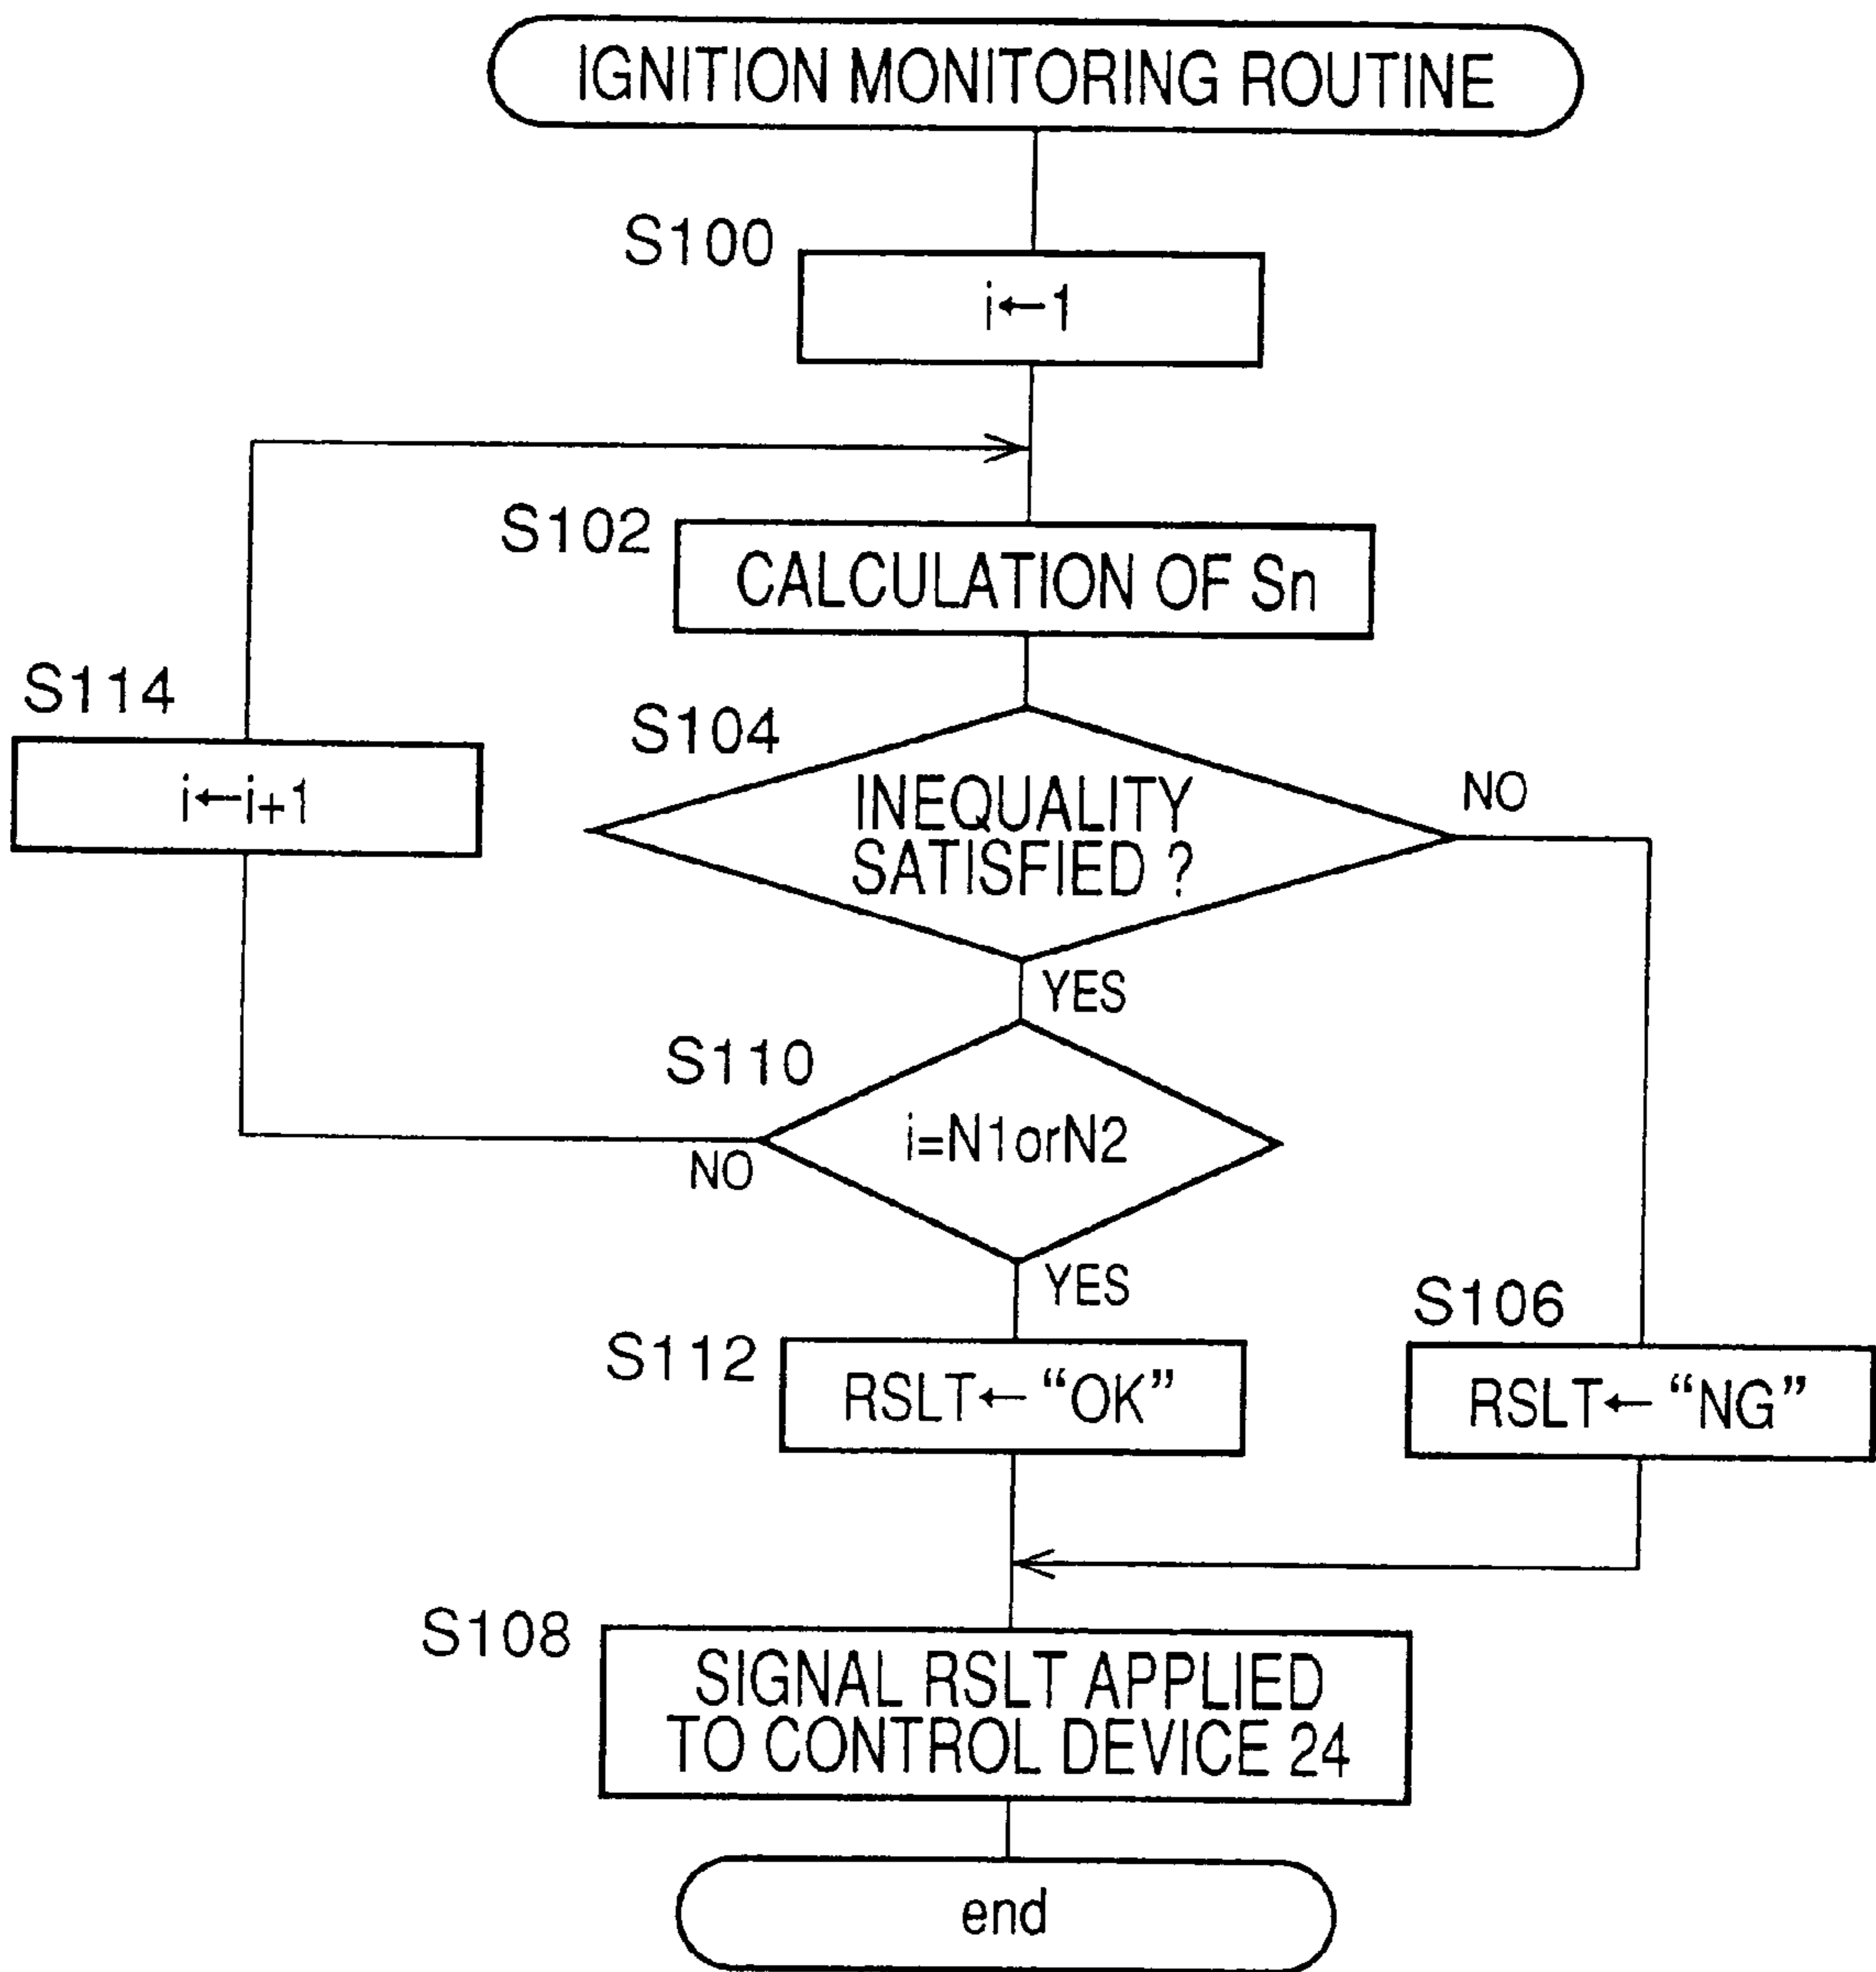 IGNITION MONITORING ROUTINE
S100
i←1
S102
CALCULATION OF Sn
S114
i←i+1
S104
INEQUALITY
SATISFIED ?
NO
YES
S110
i=N1orN2
NO
YES
S112
RSLT← “OK”
S106
RSLT← “NG”
S108
SIGNAL RSLT APPLIED
TO CONTROL DEVICE 24
end